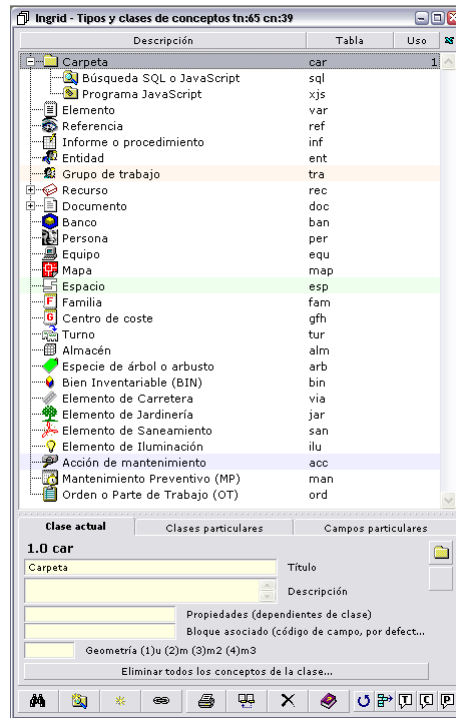 Ingrid - Tipos y clases de conceptos tn:65 cn:39
Descripción Tabla Uso
Carpeta car 1
Búsqueda SQL o JavaScript sql
Programa JavaScript xjs
Elemento var
Referencia ref
Informe o procedimiento inf
Entidad ent
Grupo de trabajo tra
Recurso rec
Documento doc
Banco ban
Persona per
Equipo equ
Mapa map
Espacio esp
Familia fam
Centro de coste gfh
Turno tur
Almacén alm
Especie de árbol o arbusto arb
Bien Inventariable (BIN) bin
Elemento de Carretera via
Elemento de Jardinería jar
Elemento de Saneamiento san
Elemento de Iluminación ilu
Acción de mantenimiento acc
Mantenimiento Preventivo (MP) man
Orden o Parte de Trabajo (OT) ord
Clase actual Clases particulares Campos particulares
1.0 car
Carpeta Título
Descripción
Propiedades (dependientes de clase)
Bloque asociado (código de campo, por defect...
Geometría (1)u (2)m (3)m2 (4)m3
Eliminar todos los conceptos de la clase...
T C P